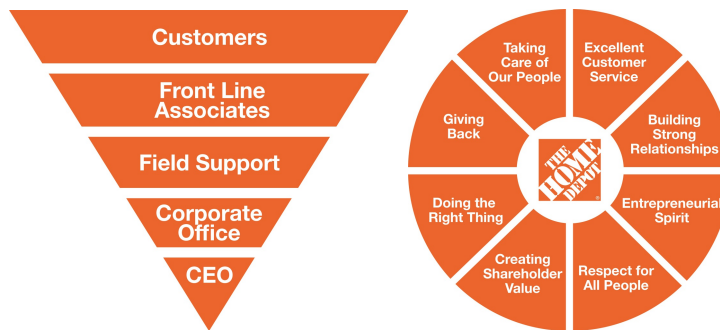 Customers
Front Line
Associates
Field Support
Corporate
Office
CEO
Taking
Care of
Our People
Excellent
Customer
Service
Building
Strong
Relationships
Entrepreneurial
Spirit
Respect for
All People
Creating
Shareholder
Value
Doing the
Right Thing
Giving
Back
THE
HOME
DEPOT
®